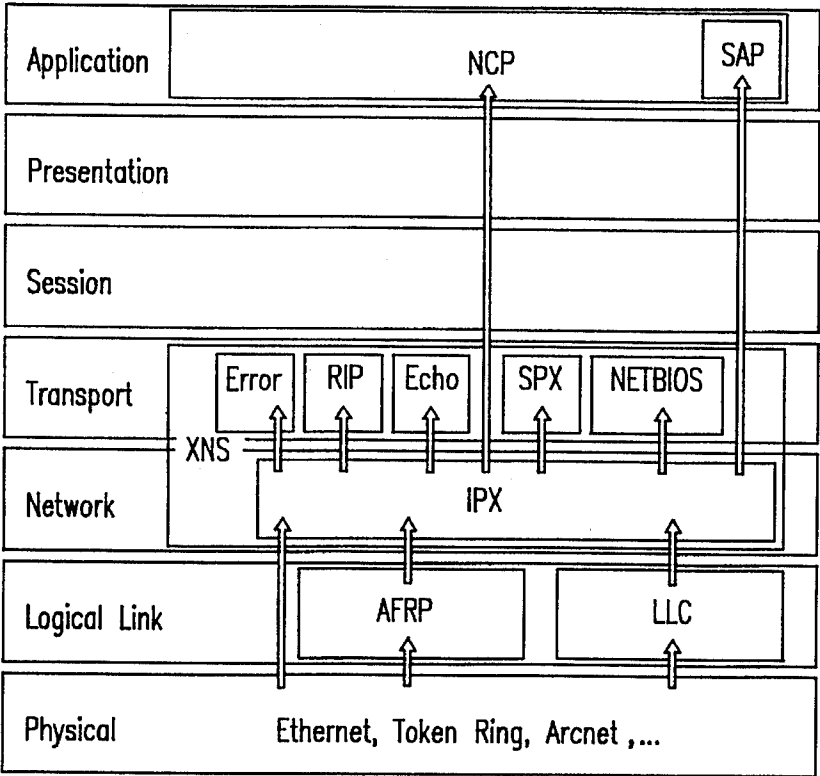 Application
NCP
SAP
Presentation
Session
Transport
Error
RIP
Echo
SPX
NETBIOS
XNS
Network
IPX
Logical Link
AFRP
LLC
Physical
Ethernet, Token Ring, Arcnet ,...